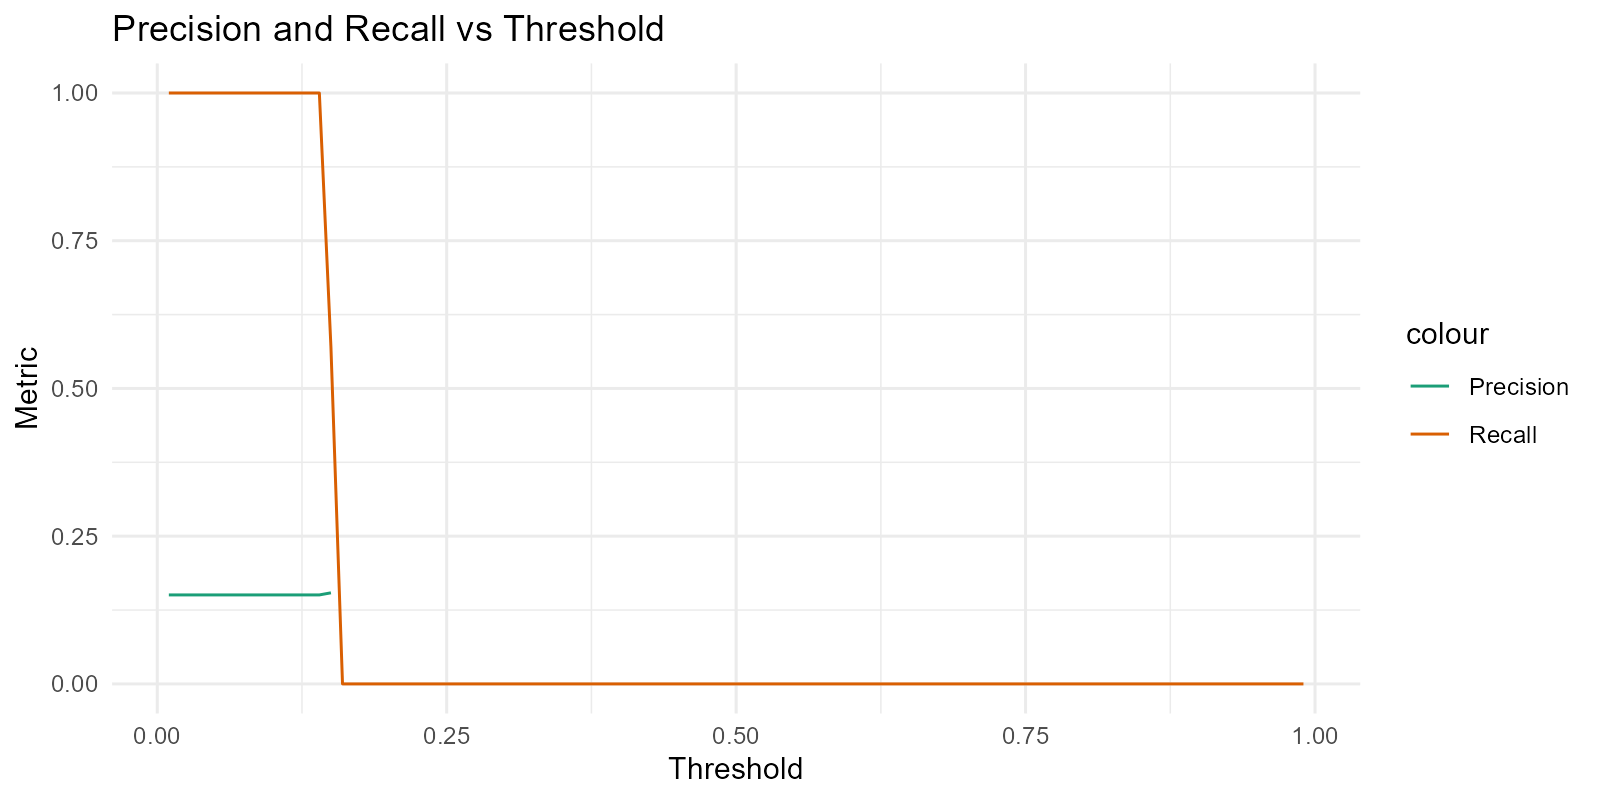 Precision and Recall vs Threshold
1.00
0.75
0.50
0.25
0.00
Metric
0.00 0.25 0.50 0.75 1.00
Threshold
colour
Precision
Recall